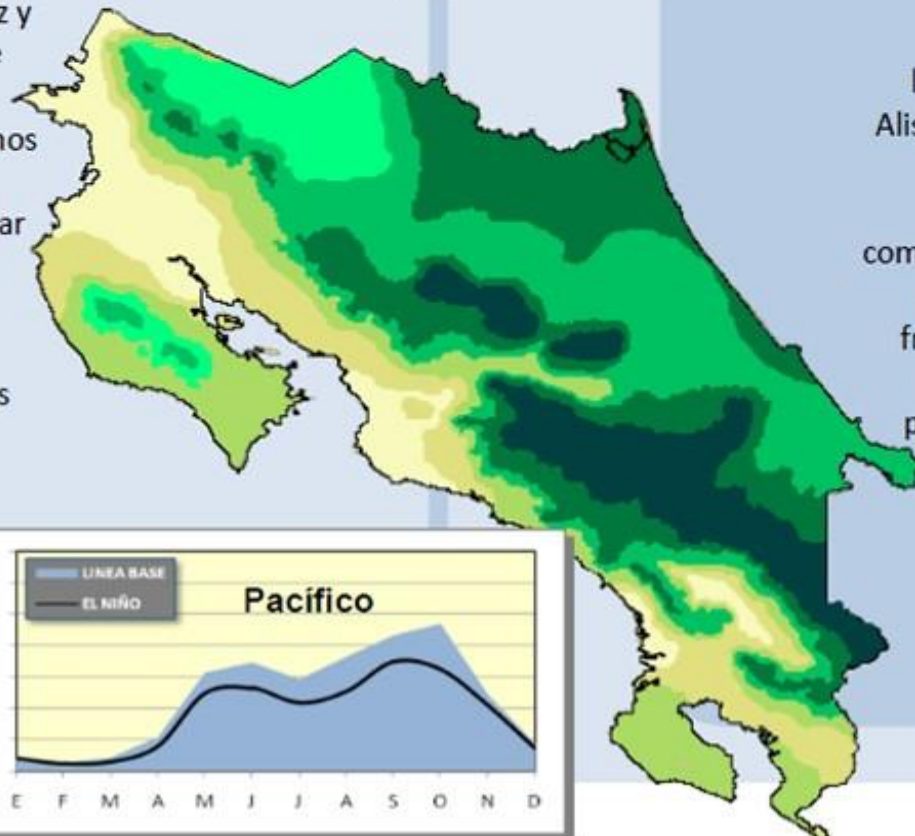 z y
e
nos
ar
s
Alis
com
fr
p
LINEA BASE
EL NIÑO
Pacífico
E F M A M J J A S O N D